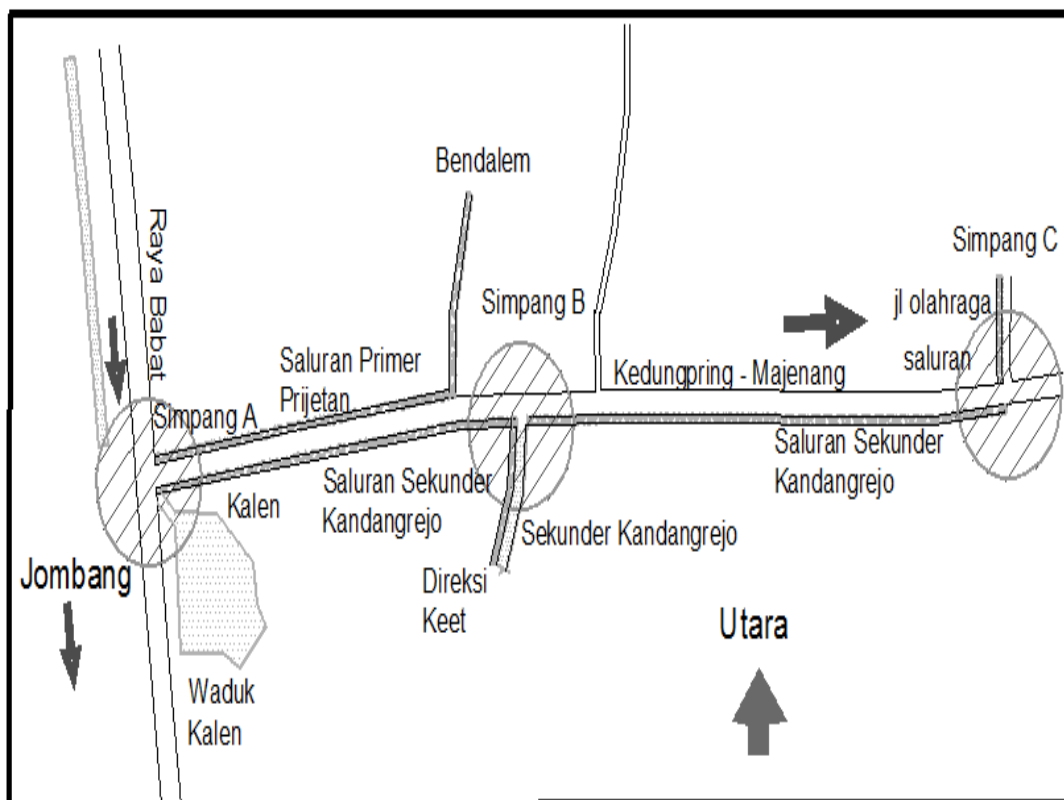 Bendalem
Raya Babat
Simpang C
Simpang B
jl olahraga
Saluran Primer
Prijetan
saluran
Kedungpring - Majenang
Simpang A
Saluran Sekunder
Kandangrejo
Kalen
Saluran Sekunder
Kandangrejo
Sekunder Kandangrejo
Jombang
Direksi
Keet
Utara
Waduk
Kalen